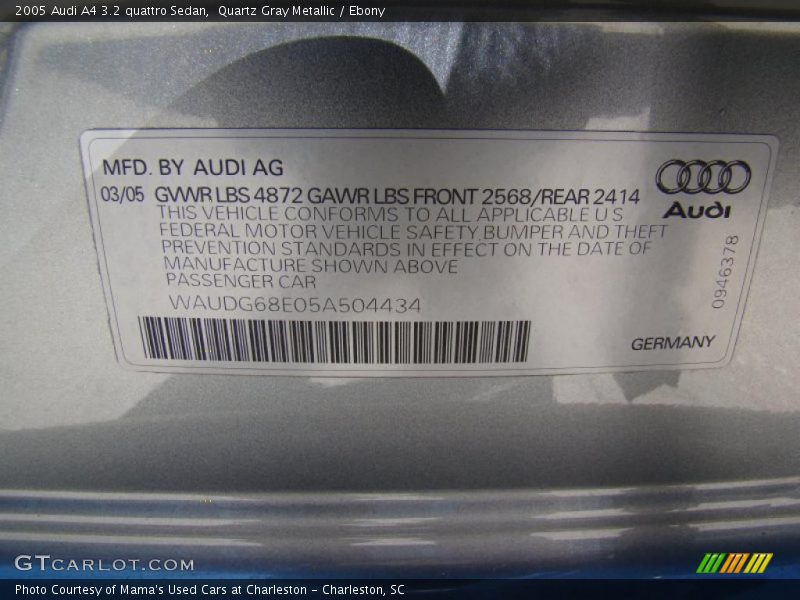 2005 Audi A4 3.2 quattro Sedan,  Quartz Gray Metallic / Ebony
MFD. BY AUDI AG
03/05 GVWR LBS 4872 GAWR LBS FRONT 2568/REAR 2414
THIS VEHICLE CONFORMS TO ALL APPLICABLE U S
FEDERAL MOTOR VEHICLE SAFETY,BUMPER AND THEFT
PREVENTION STANDARDS IN EFFECT ON THE DATE OF
MANUFACTURE SHOWN ABOVE
PASSENGER CAR
WAUDG68E05A504434
Audi
0946378
GERMANY
GTCARLOT.COM
Photo Courtesy of Mama's Used Cars at Charleston - Charleston, SC